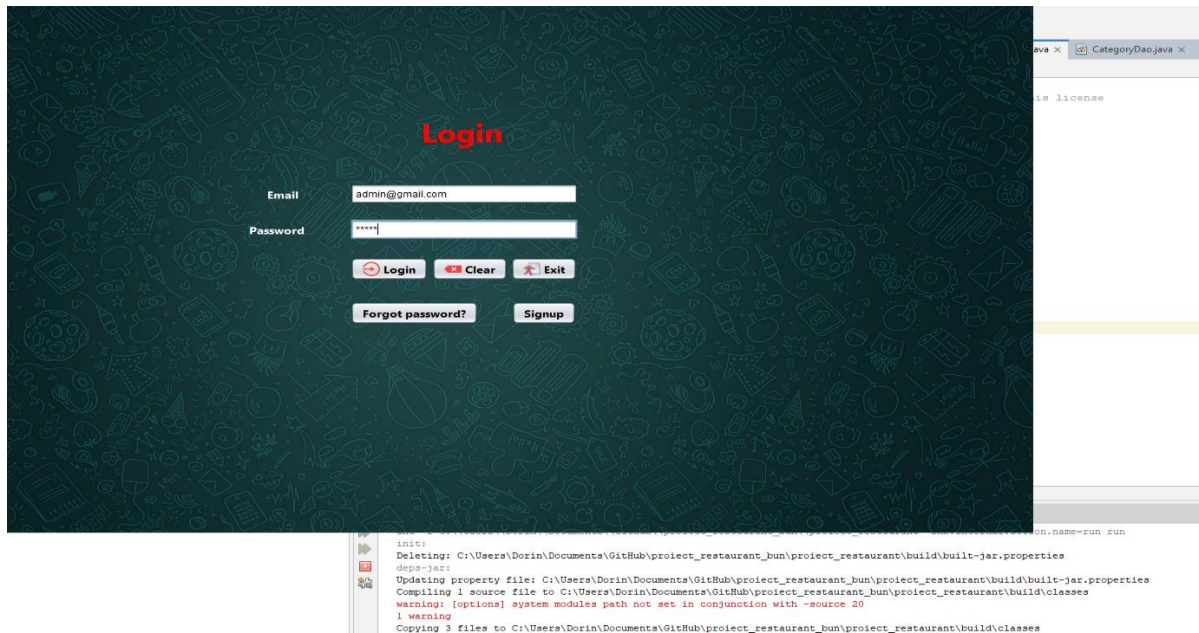 ava × CategoryDao.java ×
is license
Login
Email admin@gmail.com
Password *****
Login Clear Exit
Forgot password? Signup
.name=run run
init:
Deleting: C:\Users\Dorin\Documents\GitHub\proiect_restaurant_bun\proiect_restaurant\build\built-jar.properties
deps-jar:
Updating property file: C:\Users\Dorin\Documents\GitHub\proiect_restaurant_bun\proiect_restaurant\build\built-jar.properties
Compiling 1 source file to C:\Users\Dorin\Documents\GitHub\proiect_restaurant_bun\proiect_restaurant\build\classes
warning: [options] system modules path not set in conjunction with -source 20
1 warning
Copying 3 files to C:\Users\Dorin\Documents\GitHub\proiect_restaurant_bun\proiect_restaurant\build\classes